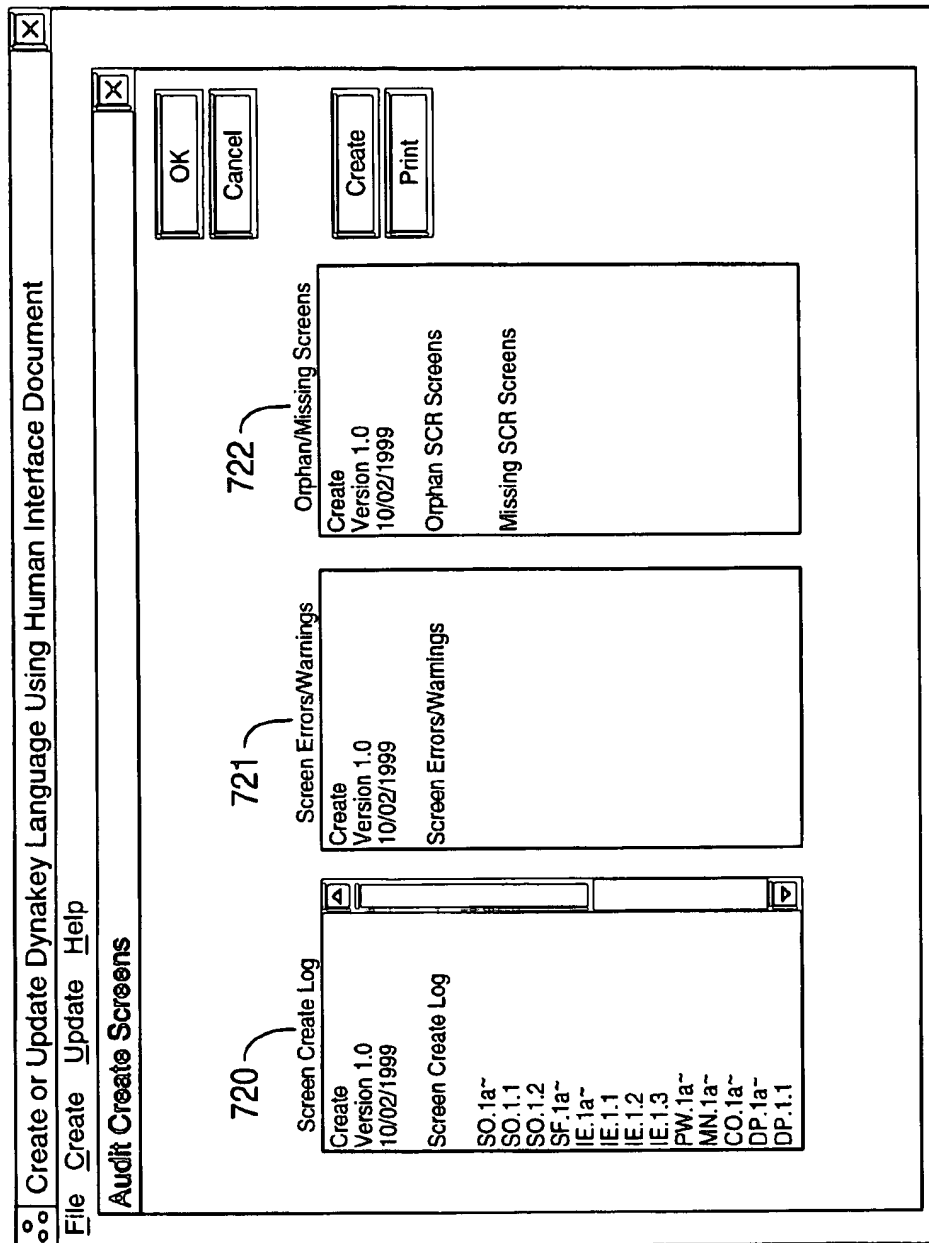 Create or Update Dynakey Language Using Human Interface Document
File Create Update Help
Audit Create Screens
720
Screen Create Log
Create
Version 1.0
10/02/1999
Screen Create Log
SO.1a~
SO.1.1
SO.1.2
SF.1a~
IE.1a~
IE.1.1
IE.1.2
IE.1.3
PW.1a~
MN.1a~
CO.1a~
DP.1a~
DP.1.1
721
Screen Errors/Warnings
Create
Version 1.0
10/02/1999
Screen Errors/Warnings
722
Orphan/Missing Screens
Create
Version 1.0
10/02/1999
Orphan SCR Screens
Missing SCR Screens
OK
Cancel
Create
Print